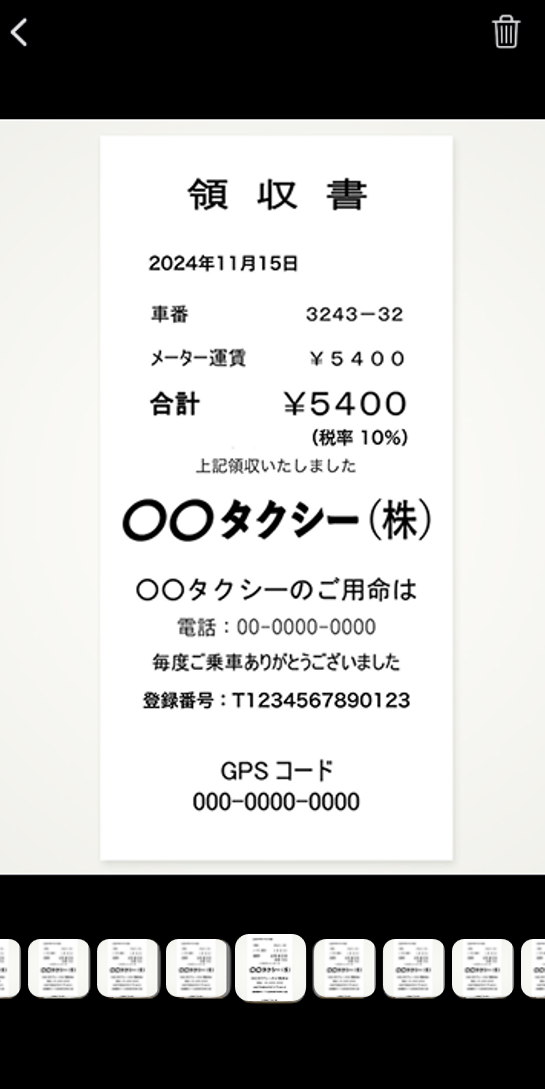 領収書
2024年11月15日
車番 3243−32
メーター運賃 ￥5400
合計 ￥5400
(税率 10%)
上記領収いたしました
〇〇タクシー(株)
〇〇タクシーのご用命は
電話：00-0000-0000
毎度ご乗車ありがとうございました
登録番号：T1234567890123
GPS コード
000-0000-0000